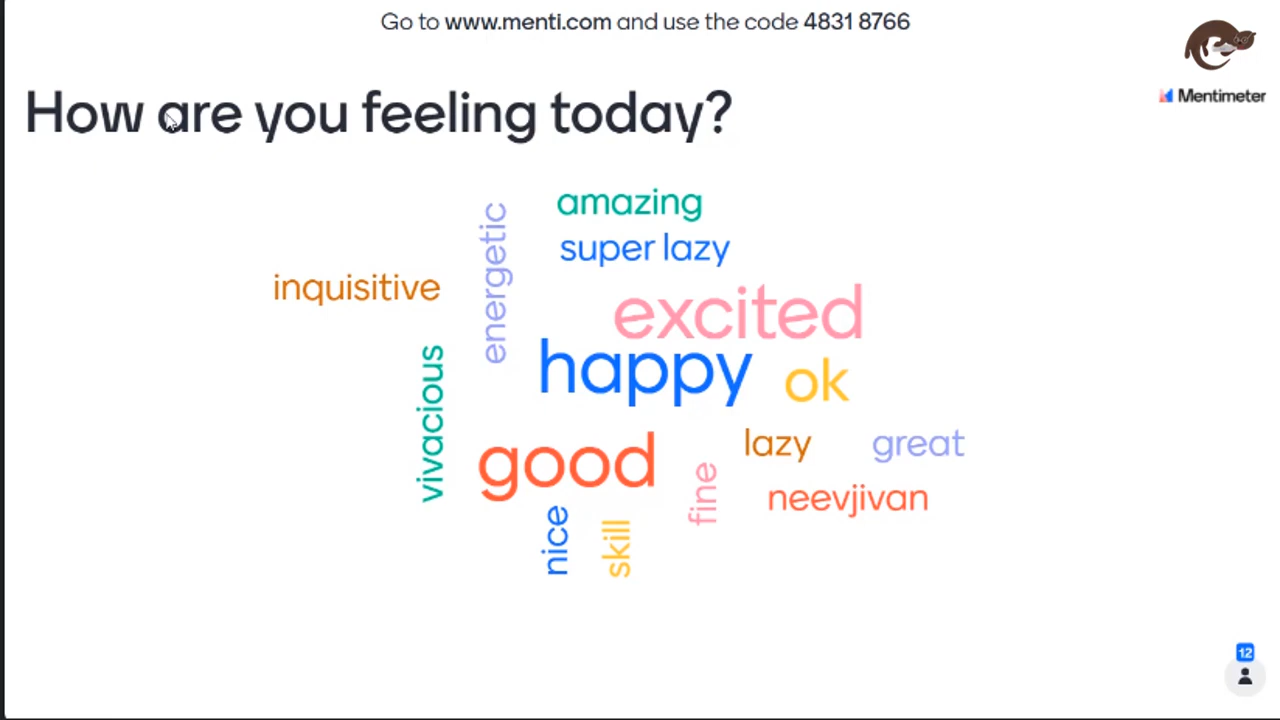 Go to www.menti.com and use the code 4831 8766
Mentimeter
How are you feeling today?
amazing
energetic
super lazy
inquisitive
excited
happy
ok
vivacious
good
lazy
great
fine
neevjivan
nice
skill
12